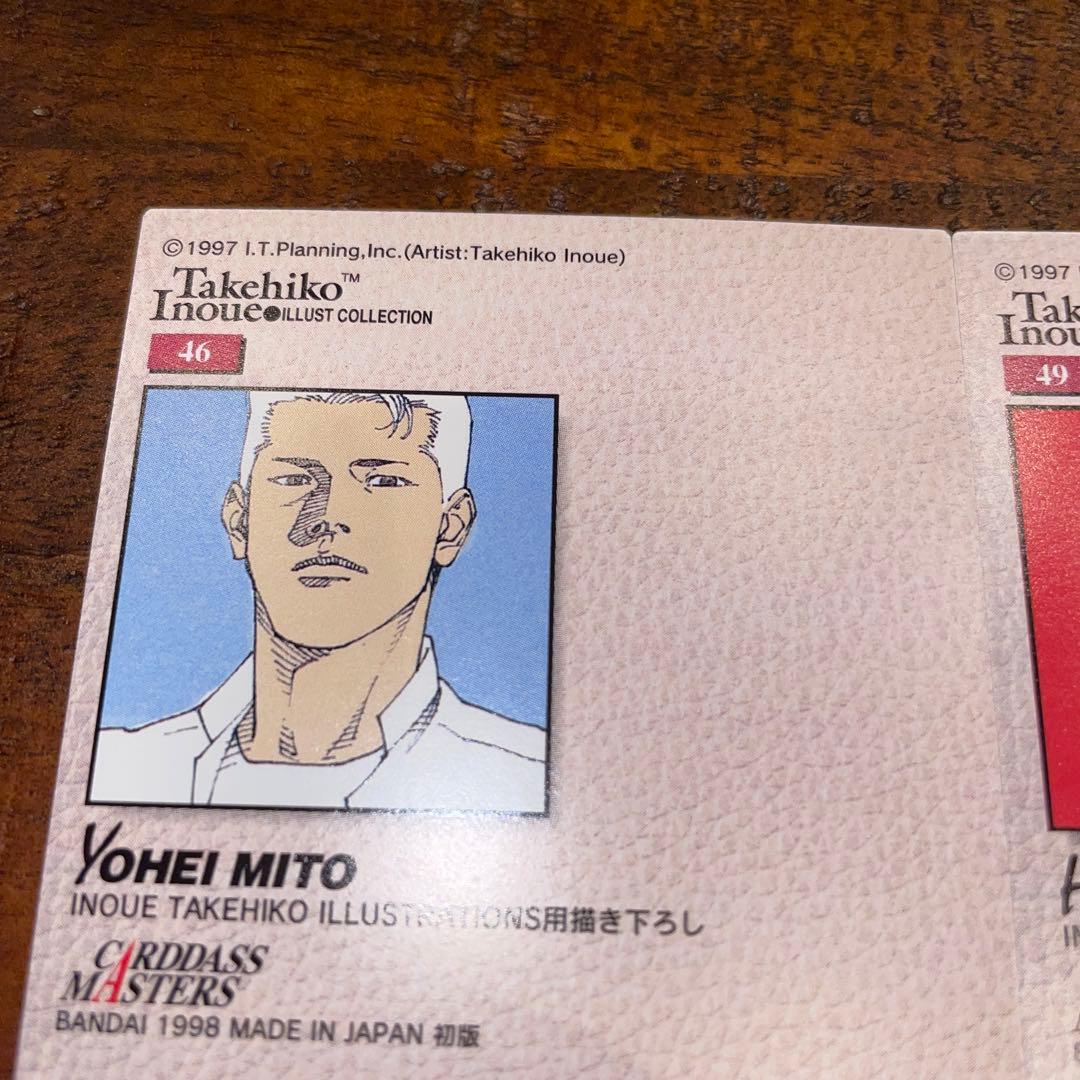 ©1997 I.T.Planning,Inc.(Artist:Takehiko Inoue)
Takehiko™
Inoue●ILLUST COLLECTION
46
YOHEI MITO
INOUE TAKEHIKO ILLUSTRATIONS用描き下ろし
CARDDASS
MASTERS
BANDAI 1998 MADE IN JAPAN 初版
©1997
49